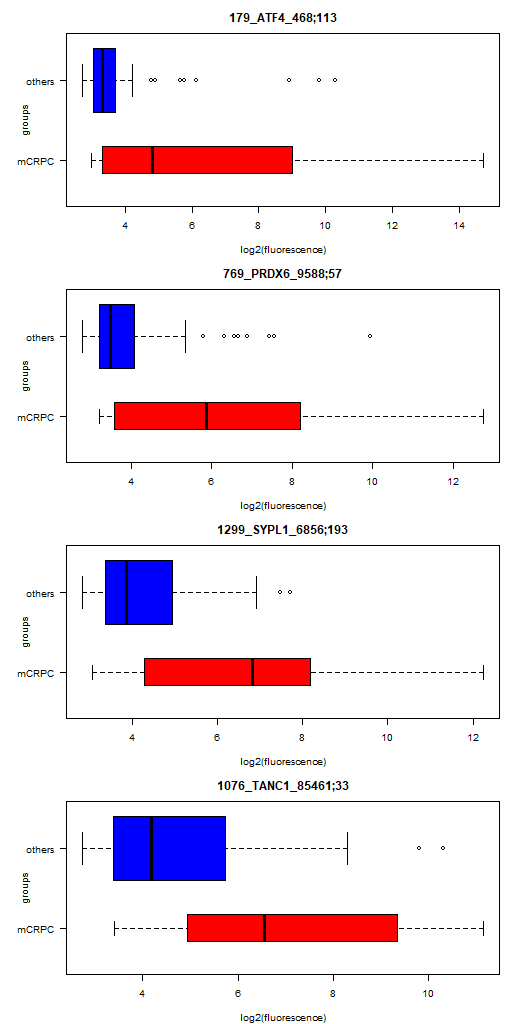 179_ATF4_468;113
others
groups
mCRPC
4 6 8 10 12 14
log2(fluorescence)
769_PRDX6_9588;57
others
groups
mCRPC
4 6 8 10 12
log2(fluorescence)
1299_SYPL1_6856;193
others
groups
mCRPC
4 6 8 10 12
log2(fluorescence)
1076_TANC1_85461;33
others
groups
mCRPC
4 6 8 10
log2(fluorescence)